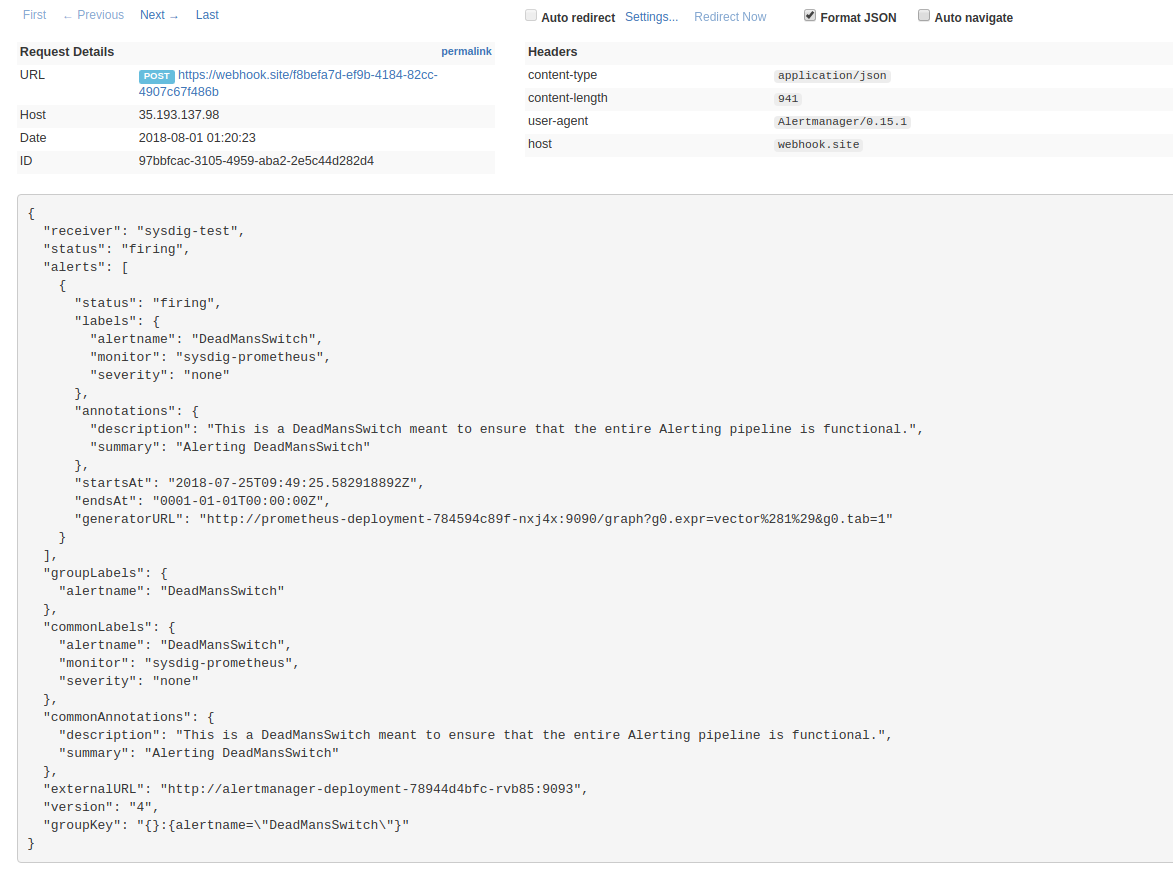 First ← Previous Next → Last
Auto redirect Settings... Redirect Now Format JSON Auto navigate
Request Details permalink
URL POST https://webhook.site/f8befa7d-ef9b-4184-82cc-
4907c67f486b
Host 35.193.137.98
Date 2018-08-01 01:20:23
ID 97bbfcac-3105-4959-aba2-2e5c44d282d4
Headers
content-type application/json
content-length 941
user-agent Alertmanager/0.15.1
host webhook.site
{
  "receiver": "sysdig-test",
  "status": "firing",
  "alerts": [
    {
      "status": "firing",
      "labels": {
        "alertname": "DeadMansSwitch",
        "monitor": "sysdig-prometheus",
        "severity": "none"
      },
      "annotations": {
        "description": "This is a DeadMansSwitch meant to ensure that the entire Alerting pipeline is functional.",
        "summary": "Alerting DeadMansSwitch"
      },
      "startsAt": "2018-07-25T09:49:25.582918892Z",
      "endsAt": "0001-01-01T00:00:00Z",
      "generatorURL": "http://prometheus-deployment-784594c89f-nxj4x:9090/graph?g0.expr=vector%281%29&g0.tab=1"
    }
  ],
  "groupLabels": {
    "alertname": "DeadMansSwitch"
  },
  "commonLabels": {
    "alertname": "DeadMansSwitch",
    "monitor": "sysdig-prometheus",
    "severity": "none"
  },
  "commonAnnotations": {
    "description": "This is a DeadMansSwitch meant to ensure that the entire Alerting pipeline is functional.",
    "summary": "Alerting DeadMansSwitch"
  },
  "externalURL": "http://alertmanager-deployment-78944d4bfc-rvb85:9093",
  "version": "4",
  "groupKey": "{}:{alertname=\"DeadMansSwitch\"}"
}